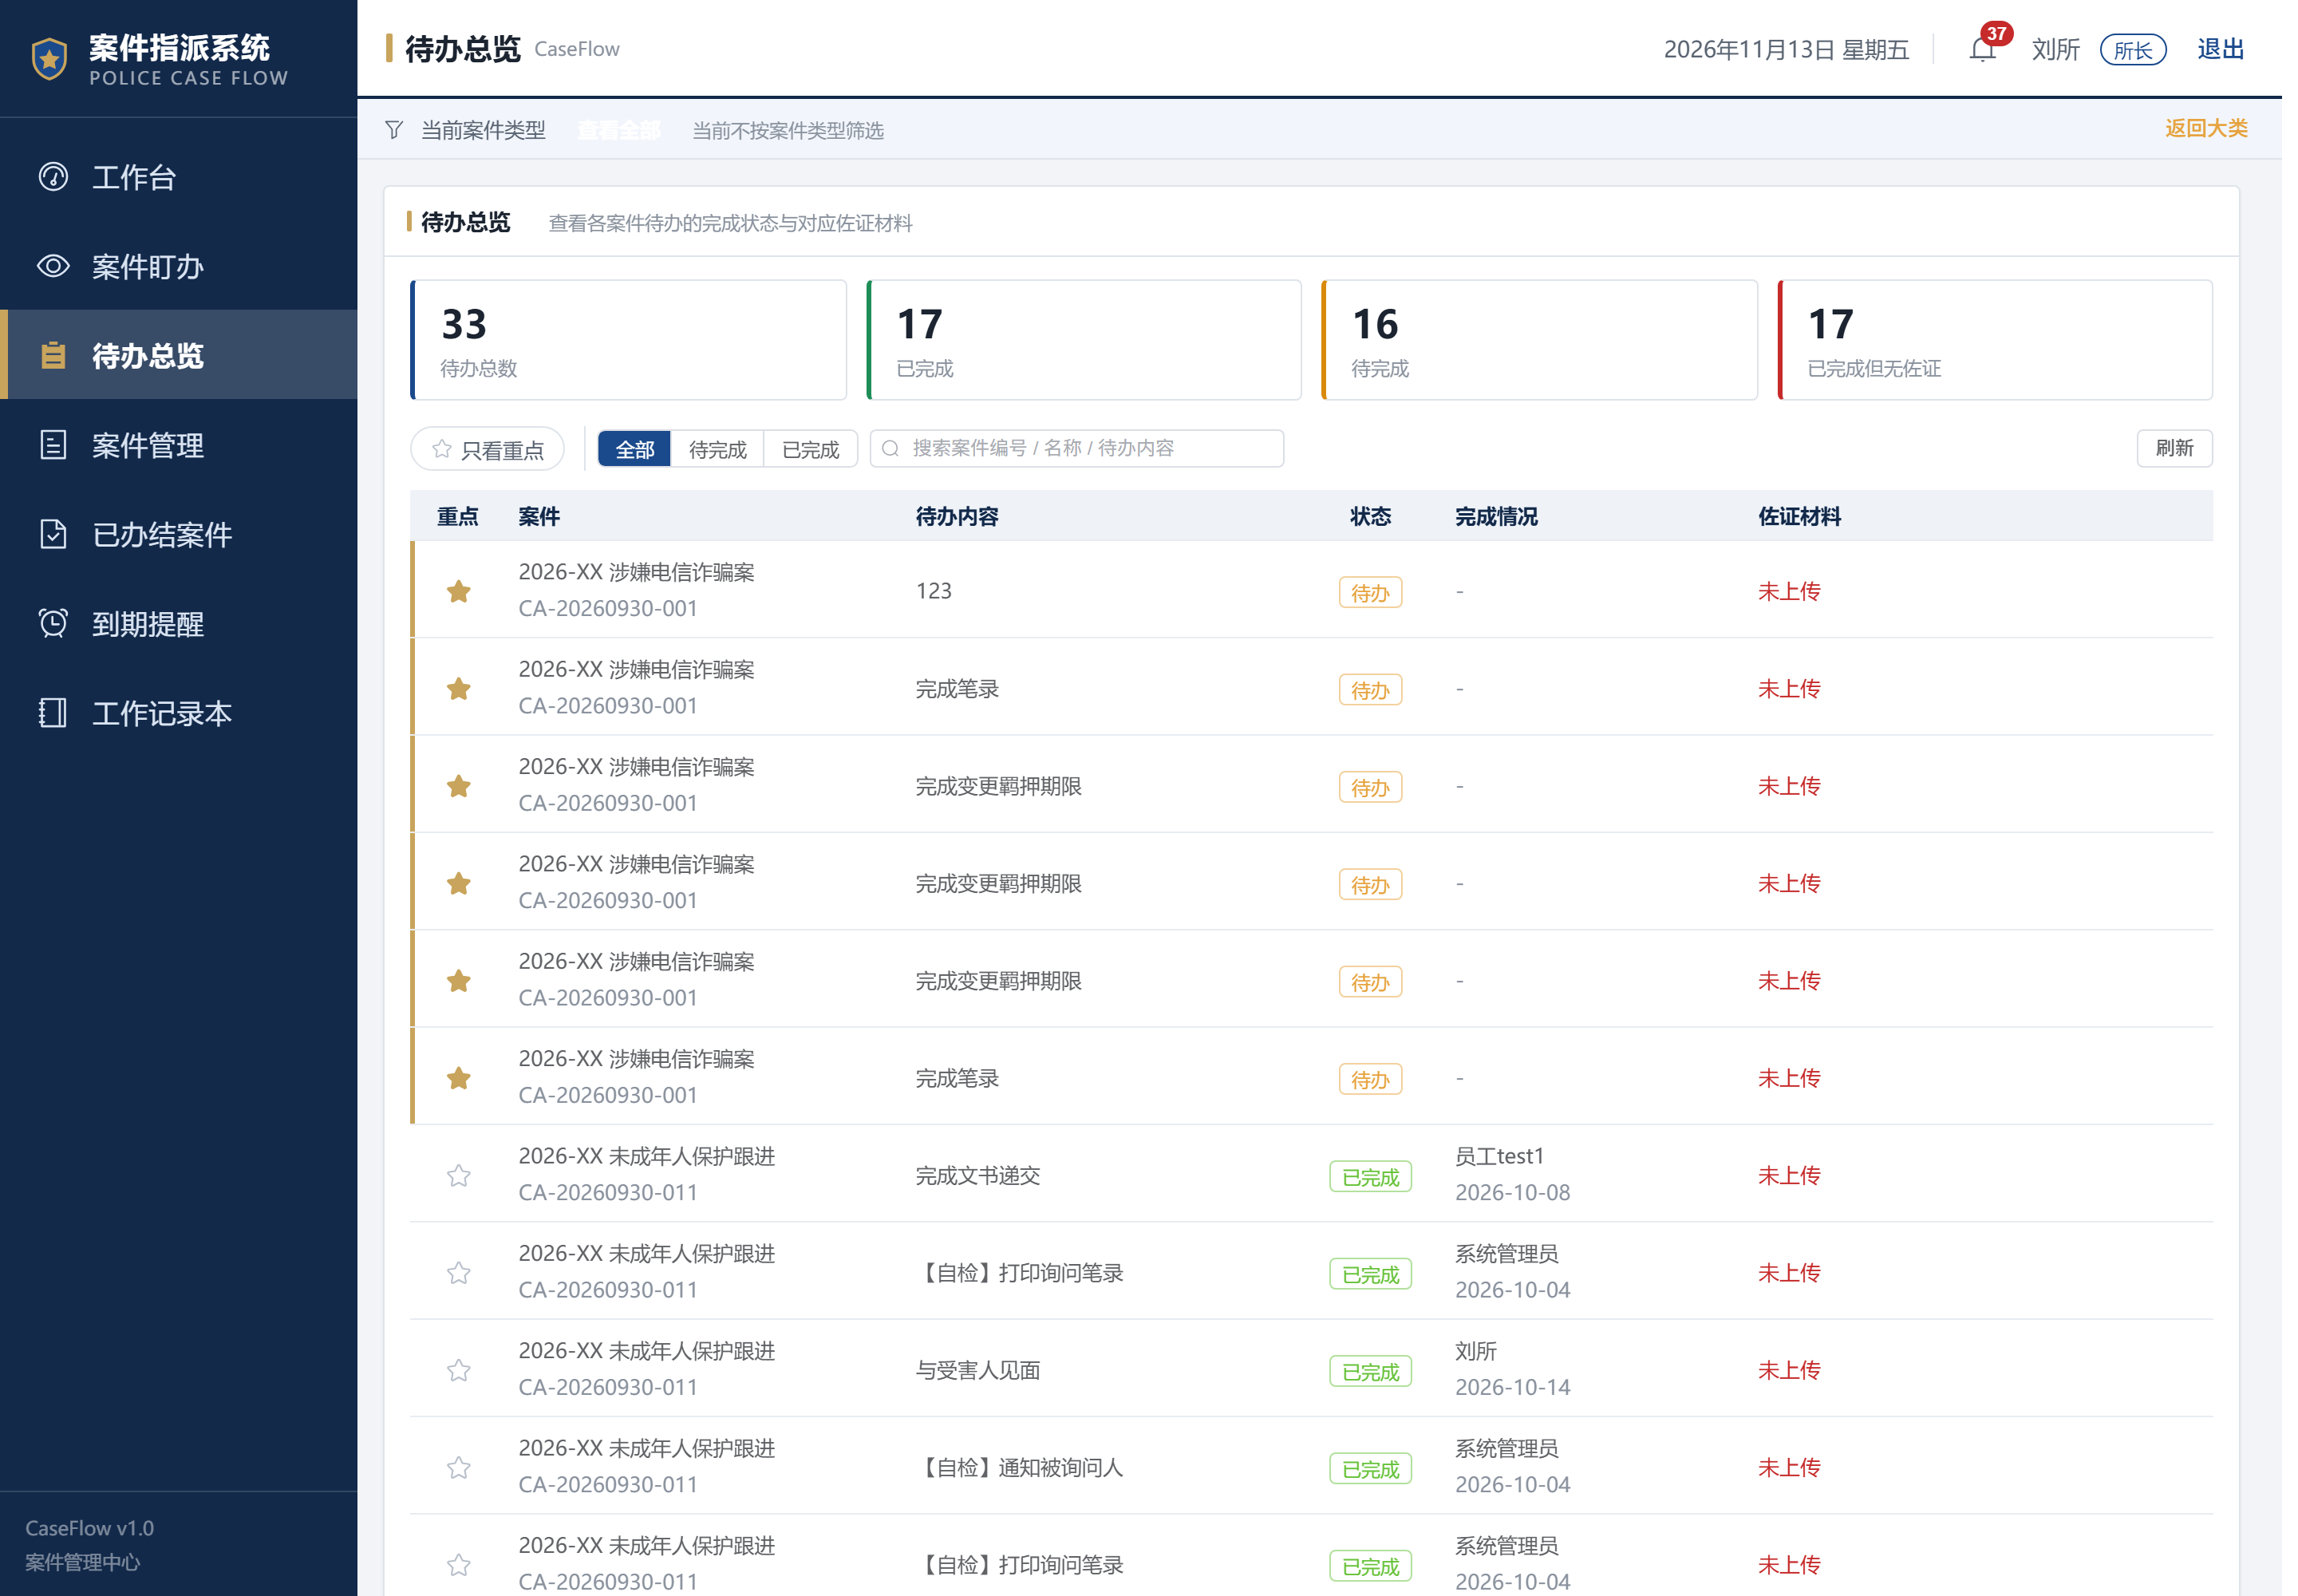 案件指派系统
POLICE CASE FLOW
工作台
案件盯办
待办总览
案件管理
已办结案件
到期提醒
工作记录本
CaseFlow v1.0
案件管理中心
待办总览 CaseFlow
2026年11月13日 星期五 37 刘所 所长 退出
当前案件类型 查看全部 当前不按案件类型筛选 返回大类
待办总览 查看各案件待办的完成状态与对应佐证材料
33
待办总数
17
已完成
16
待完成
17
已完成但无佐证
只看重点 全部 待完成 已完成 搜索案件编号 / 名称 / 待办内容 刷新
重点 案件 待办内容 状态 完成情况 佐证材料
2026-XX 涉嫌电信诈骗案
CA-20260930-001
123 待办 - 未上传
2026-XX 涉嫌电信诈骗案
CA-20260930-001
完成笔录 待办 - 未上传
2026-XX 涉嫌电信诈骗案
CA-20260930-001
完成变更羁押期限 待办 - 未上传
2026-XX 涉嫌电信诈骗案
CA-20260930-001
完成变更羁押期限 待办 - 未上传
2026-XX 涉嫌电信诈骗案
CA-20260930-001
完成变更羁押期限 待办 - 未上传
2026-XX 涉嫌电信诈骗案
CA-20260930-001
完成笔录 待办 - 未上传
2026-XX 未成年人保护跟进
CA-20260930-011
完成文书递交 已完成
员工test1
2026-10-08
未上传
2026-XX 未成年人保护跟进
CA-20260930-011
【自检】打印询问笔录 已完成
系统管理员
2026-10-04
未上传
2026-XX 未成年人保护跟进
CA-20260930-011
与受害人见面 已完成
刘所
2026-10-14
未上传
2026-XX 未成年人保护跟进
CA-20260930-011
【自检】通知被询问人 已完成
系统管理员
2026-10-04
未上传
2026-XX 未成年人保护跟进
CA-20260930-011
【自检】打印询问笔录 已完成
系统管理员
2026-10-04
未上传